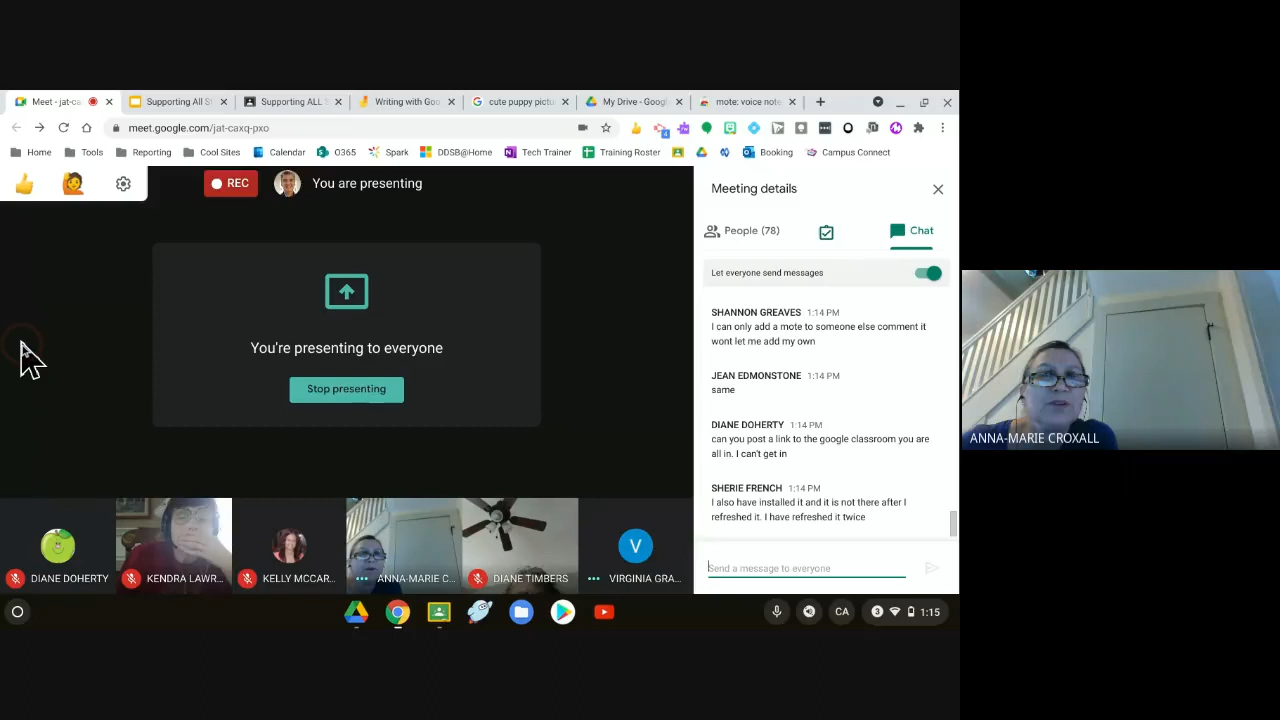 Meet - jat-ca
Supporting All S
Supporting ALL S
Writing with Goo
cute puppy pictu
My Drive - Googl
mote: voice note
meet.google.com/jat-caxq-pxo
Home
Tools
Reporting
Cool Sites
Calendar
O365
Spark
DDSB@Home
Tech Trainer
Training Roster
Booking
Campus Connect
REC
You are presenting
Meeting details
People (78)
Chat
Let everyone send messages
SHANNON GREAVES 1:14 PM
I can only add a mote to someone else comment it
wont let me add my own
JEAN EDMONSTONE 1:14 PM
same
DIANE DOHERTY 1:14 PM
can you post a link to the google classroom you are
all in. I can't get in
SHERIE FRENCH 1:14 PM
I also have installed it and it is not there after I
refreshed it. I have refreshed it twice
Send a message to everyone
You're presenting to everyone
Stop presenting
DIANE DOHERTY
KENDRA LAWR...
KELLY MCCAR...
ANNA-MARIE C...
DIANE TIMBERS
V
VIRGINIA GRA...
CA
3
1:15
ANNA-MARIE CROXALL